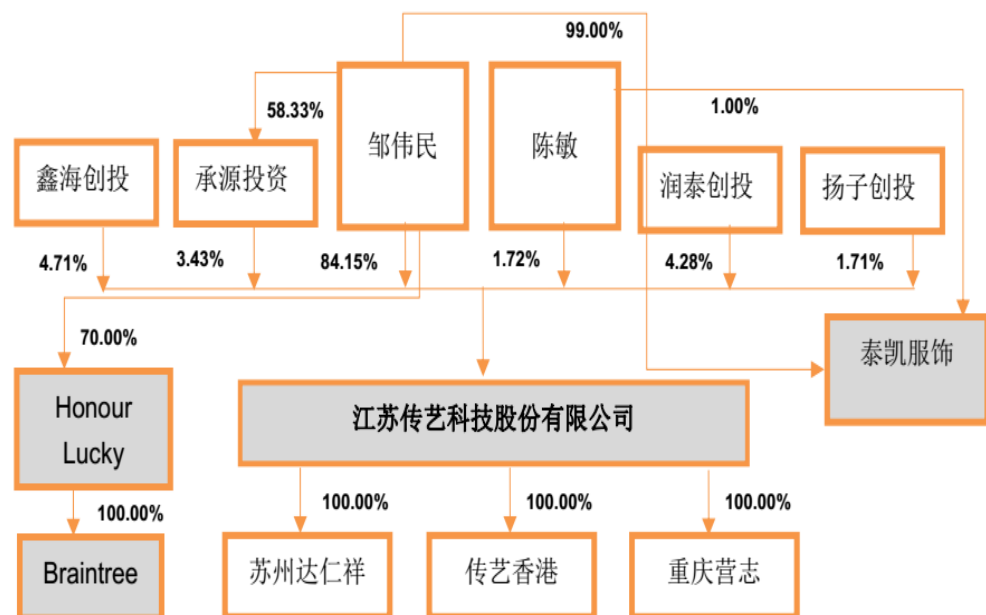 99.00%
58.33%
1.00%
邹伟民
陈敏
鑫海创投
承源投资
润泰创投
扬子创投
4.71%
3.43%
84.15%
1.72%
4.28%
1.71%
70.00%
泰凯服饰
Honour
Lucky
江苏传艺科技股份有限公司
100.00%
100.00%
100.00%
100.00%
Braintree
苏州达仁祥
传艺香港
重庆营志